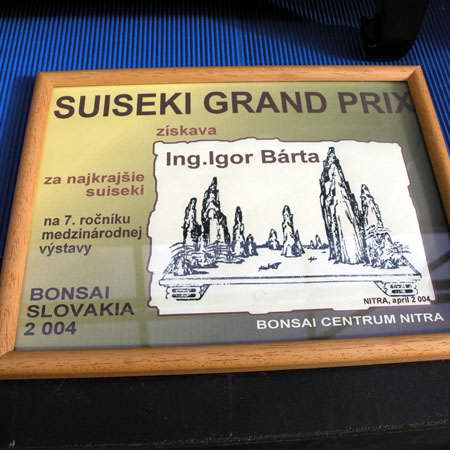 SUISEKI GRAND PRIX
získava
Ing.Igor Bárta
za najkrajšie
suiseki
na 7. ročníku
medzinárodnej
výstavy
BONSAI
SLOVAKIA
2 004
NITRA, apríl 2 004
BONSAI CENTRUM NITRA